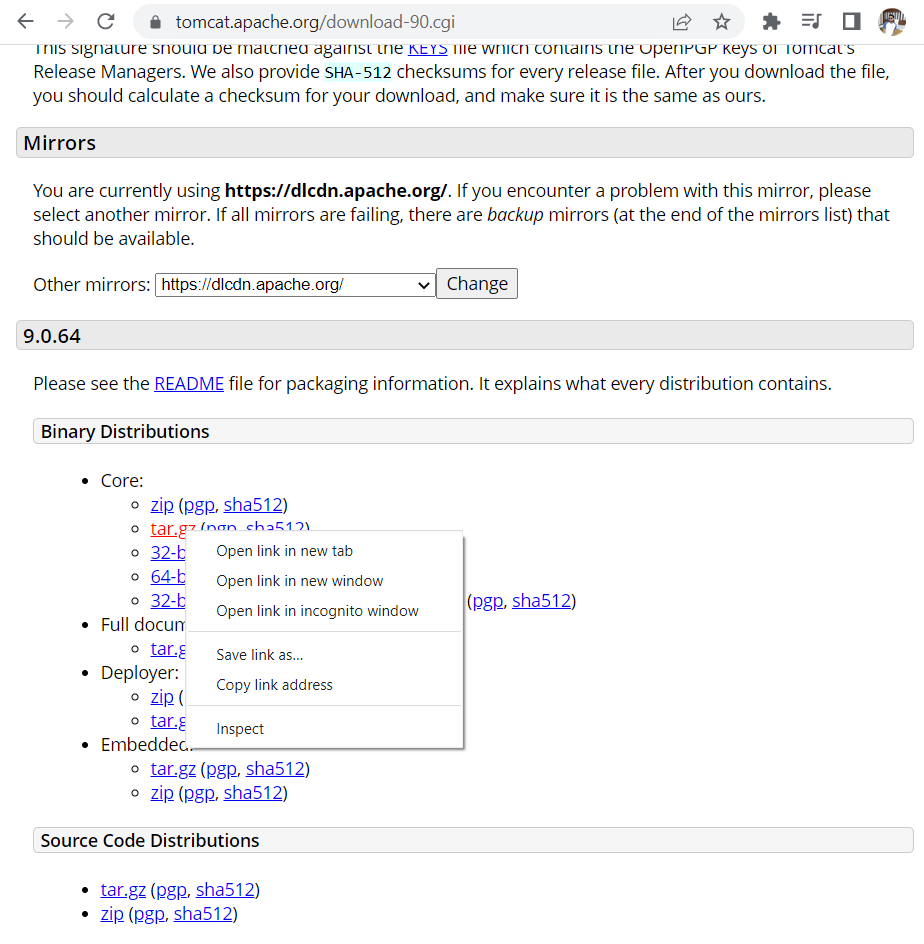 tomcat.apache.org/download-90.cgi
This signature should be matched against the KEYS file which contains the OpenPGP keys of Tomcat's
Release Managers. We also provide SHA-512 checksums for every release file. After you download the file,
you should calculate a checksum for your download, and make sure it is the same as ours.
Mirrors
You are currently using https://dlcdn.apache.org/. If you encounter a problem with this mirror, please
select another mirror. If all mirrors are failing, there are backup mirrors (at the end of the mirrors list) that
should be available.
Other mirrors: https://dlcdn.apache.org/ Change
9.0.64
Please see the README file for packaging information. It explains what every distribution contains.
Binary Distributions
Core:
zip (pgp, sha512)
tar.gz (pgp, sha512)
32-b
64-b
32-b (pgp, sha512)
Full docum
tar.g
Deployer:
zip (
tar.g
Embedded:
tar.gz (pgp, sha512)
zip (pgp, sha512)
Open link in new tab
Open link in new window
Open link in incognito window
Save link as...
Copy link address
Inspect
Source Code Distributions
tar.gz (pgp, sha512)
zip (pgp, sha512)